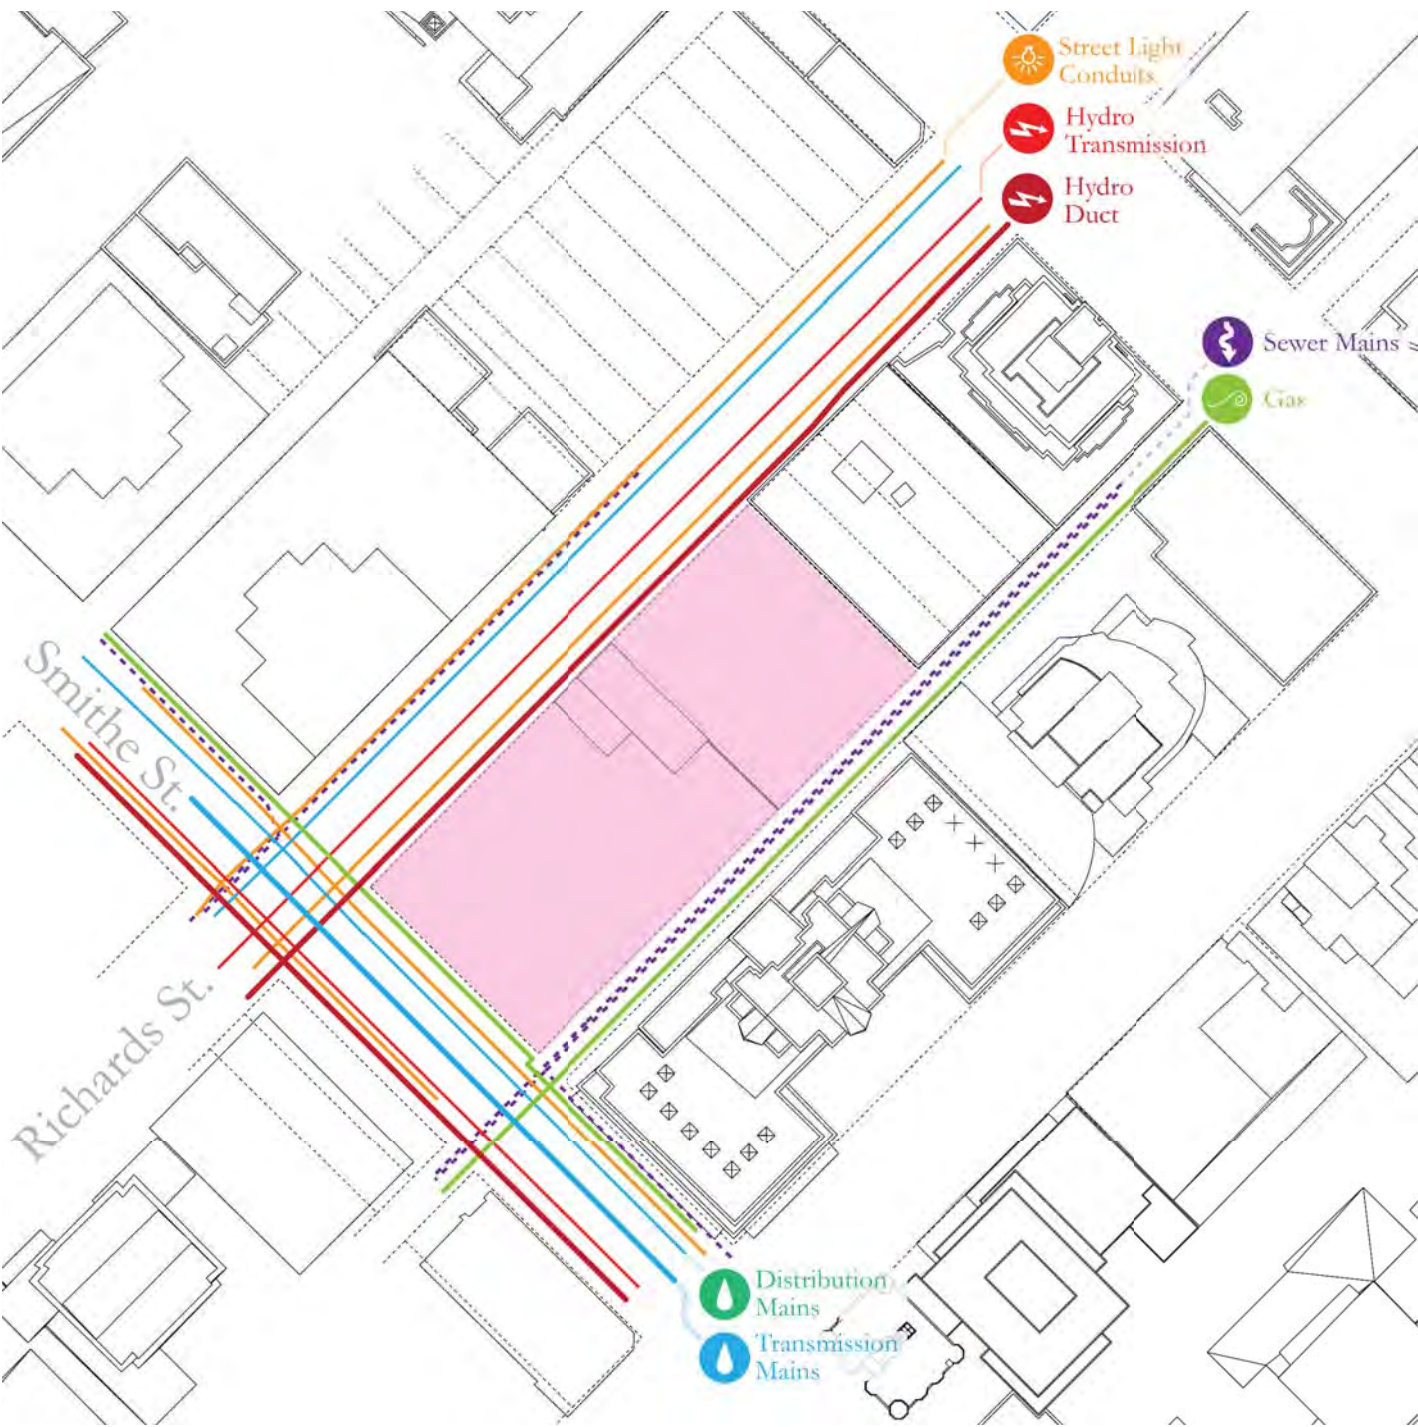 Street Light
Conduits
Hydro
Transmission
Hydro
Duct
Sewer Mains
Gas
Smithe St.
Richards St.
Distribution
Mains
Transmission
Mains